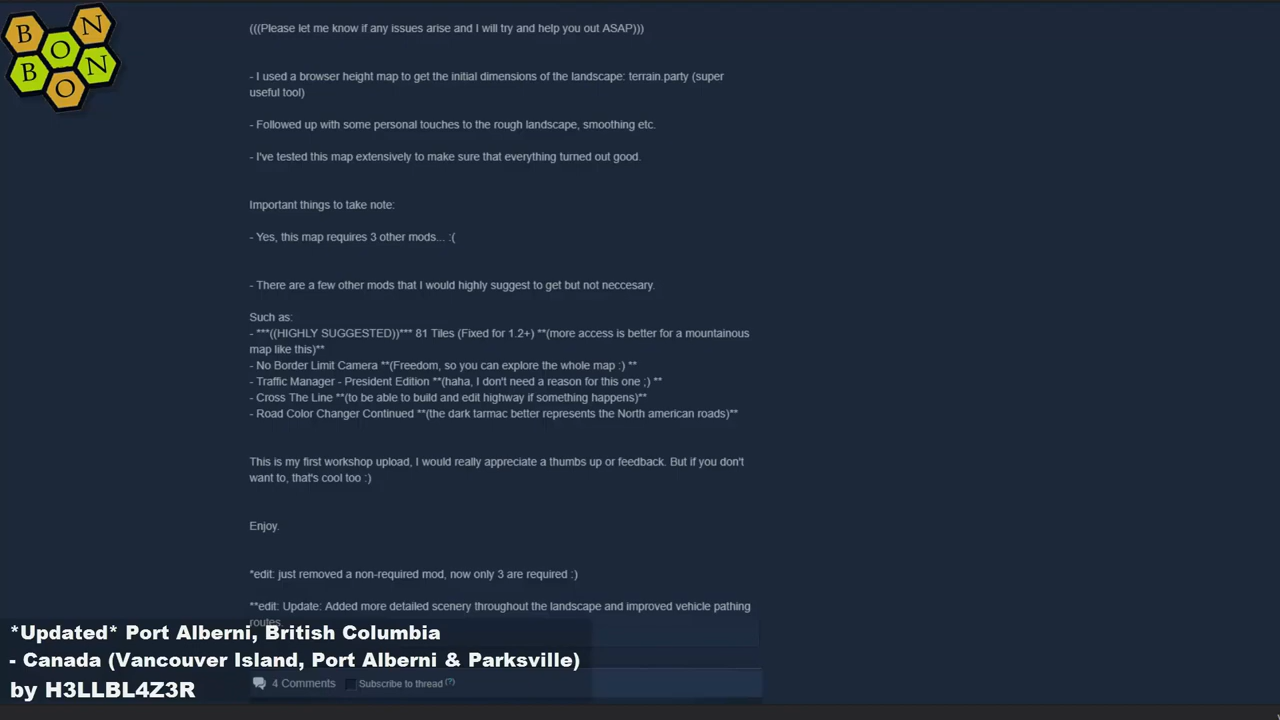 B
N
O
B
N
O
(((Please let me know if any issues arise and I will try and help you out ASAP)))
- I used a browser height map to get the initial dimensions of the landscape: terrain.party (super
useful tool)
- Followed up with some personal touches to the rough landscape, smoothing etc.
- I've tested this map extensively to make sure that everything turned out good.
Important things to take note:
- Yes, this map requires 3 other mods... :(
- There are a few other mods that I would highly suggest to get but not neccesary.
Such as:
- ***((HIGHLY SUGGESTED))*** 81 Tiles (Fixed for 1.2+) **(more access is better for a mountainous
map like this)**
- No Border Limit Camera **(Freedom, so you can explore the whole map :) **
- Traffic Manager - President Edition **(haha, I don't need a reason for this one ;) **
- Cross The Line **(to be able to build and edit highway if something happens)**
- Road Color Changer Continued **(the dark tarmac better represents the North american roads)**
This is my first workshop upload, I would really appreciate a thumbs up or feedback. But if you don't
want to, that's cool too :)
Enjoy.
*edit: just removed a non-required mod, now only 3 are required :)
**edit: Update: Added more detailed scenery throughout the landscape and improved vehicle pathing
routes.
*Updated* Port Alberni, British Columbia
- Canada (Vancouver Island, Port Alberni & Parksville)
by H3LLBL4Z3R
4 Comments Subscribe to thread (?)